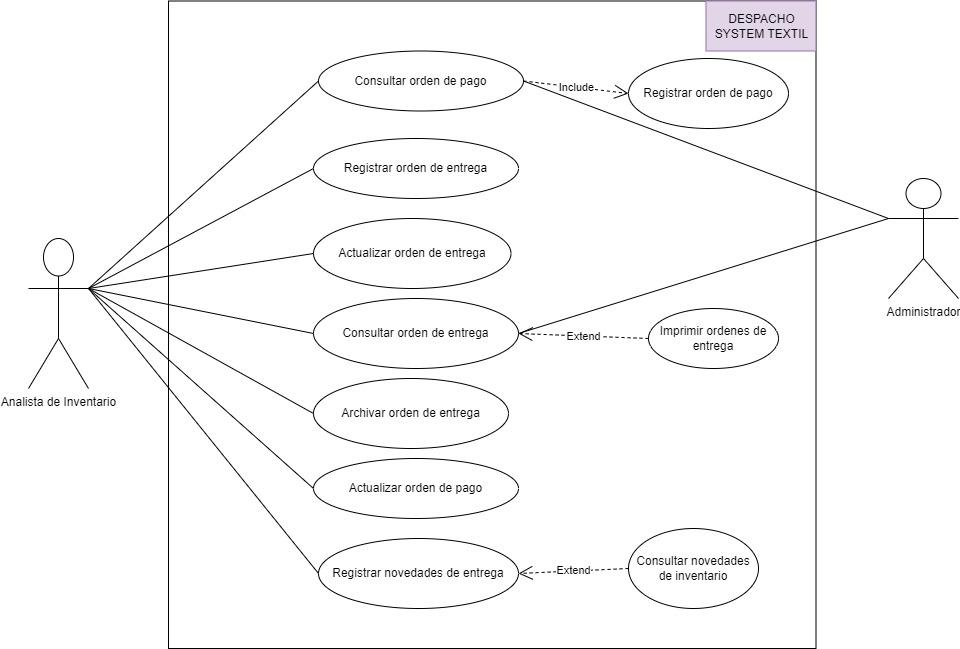 DESPACHO
SYSTEM TEXTIL
Consultar orden de pago
Include
Registrar orden de pago
Registrar orden de entrega
Actualizar orden de entrega
Consultar orden de entrega
Extend
Imprimir ordenes de
entrega
Administrador
Analista de Inventario
Archivar orden de entrega
Actualizar orden de pago
Registrar novedades de entrega
Extend
Consultar novedades
de inventario